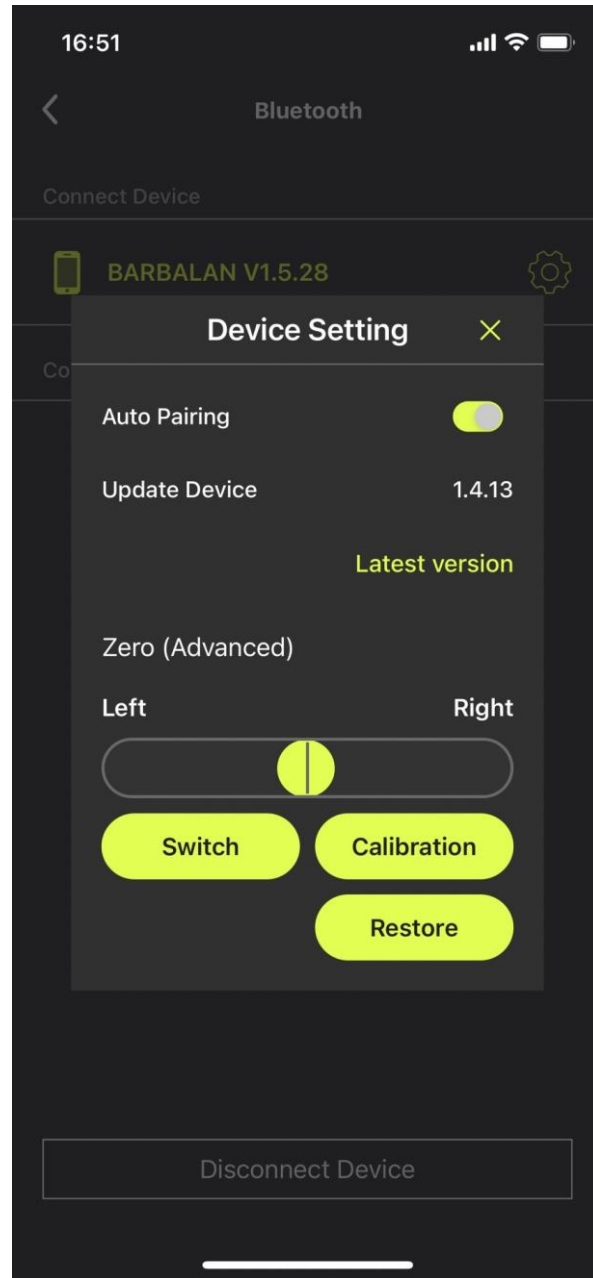 16:51
Bluetooth
Connect Device
BARBALAN V1.5.28
Device Setting
Co
Auto Pairing
Update Device 1.4.13
Latest version
Zero (Advanced)
Left Right
Switch Calibration
Restore
Disconnect Device